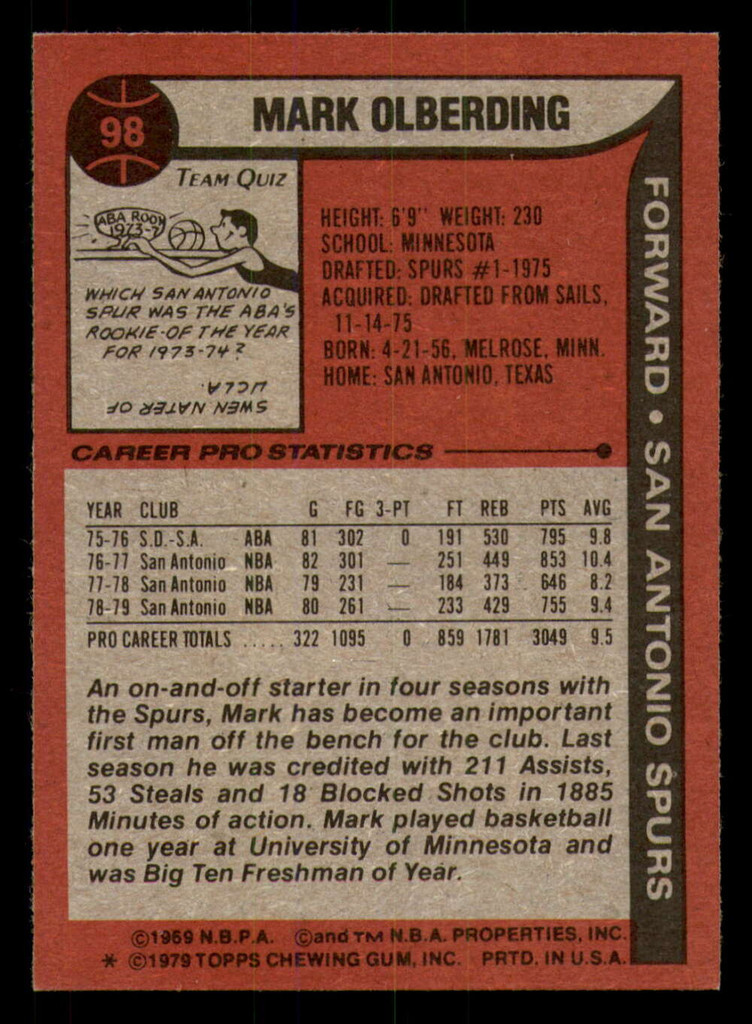 98
MARK OLBERDING
TEAM QUIZ
ABA ROOK
1973-7
WHICH SAN ANTONIO
SPUR WAS THE ABA'S
ROOKIE-OF THE YEAR
FOR 1973-74?
SWEN NATER OF
UCLA.
HEIGHT: 6'9" WEIGHT: 230
SCHOOL: MINNESOTA
DRAFTED: SPURS #1-1975
ACQUIRED: DRAFTED FROM SAILS,
11-14-75
BORN: 4-21-56, MELROSE, MINN.
HOME: SAN ANTONIO, TEXAS
FORWARD • SAN ANTONIO SPURS
CAREER PRO STATISTICS
YEAR CLUB G FG 3-PT FT REB PTS AVG
75-76 S.D.-S.A. ABA 81 302 0 191 530 795 9.8
76-77 San Antonio NBA 82 301 — 251 449 853 10.4
77-78 San Antonio NBA 79 231 — 184 373 646 8.2
78-79 San Antonio NBA 80 261 — 233 429 755 9.4
PRO CAREER TOTALS ..... 322 1095 0 859 1781 3049 9.5
An on-and-off starter in four seasons with
the Spurs, Mark has become an important
first man off the bench for the club. Last
season he was credited with 211 Assists,
53 Steals and 18 Blocked Shots in 1885
Minutes of action. Mark played basketball
one year at University of Minnesota and
was Big Ten Freshman of Year.
©1969 N.B.P.A. ©and TM N.B.A. PROPERTIES, INC.
* ©1979 TOPPS CHEWING GUM, INC. PRTD. IN U.S.A.